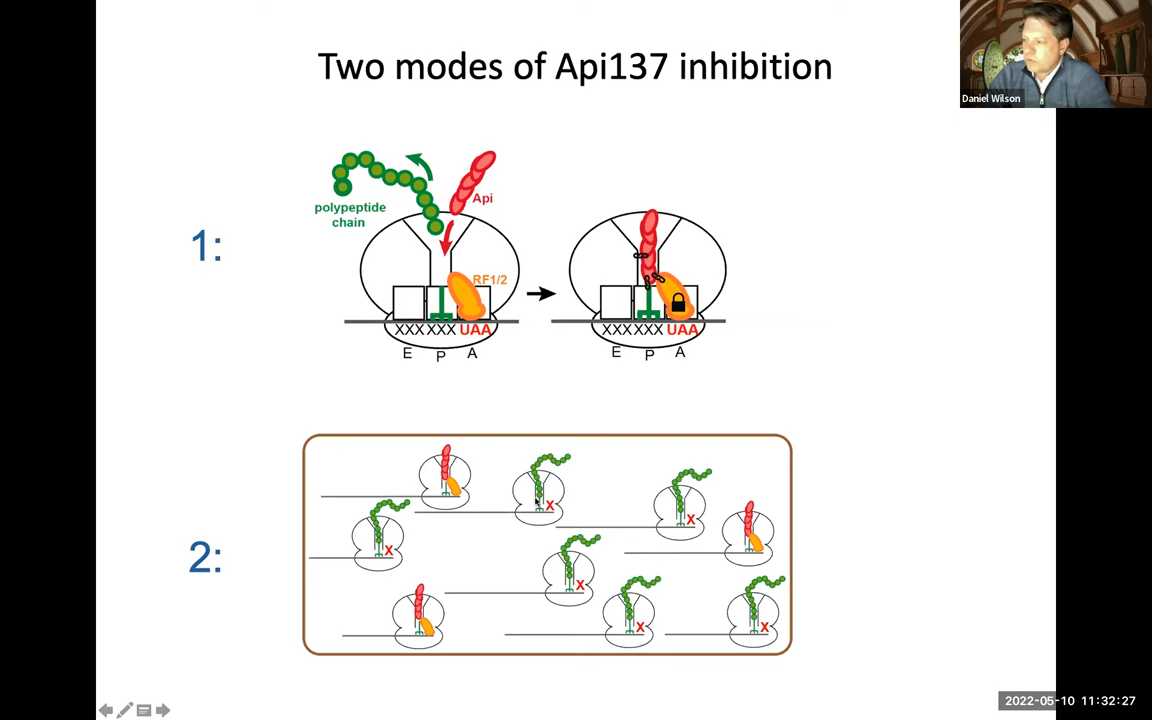 Two modes of Api137 inhibition
Daniel Wilson
1:
polypeptide
chain
Api
RF1/2
XXX XXX UAA
E P A
XXX XXX UAA
E P A
2:
X
X
X
X
X
X
2022-05-10 11:32:27